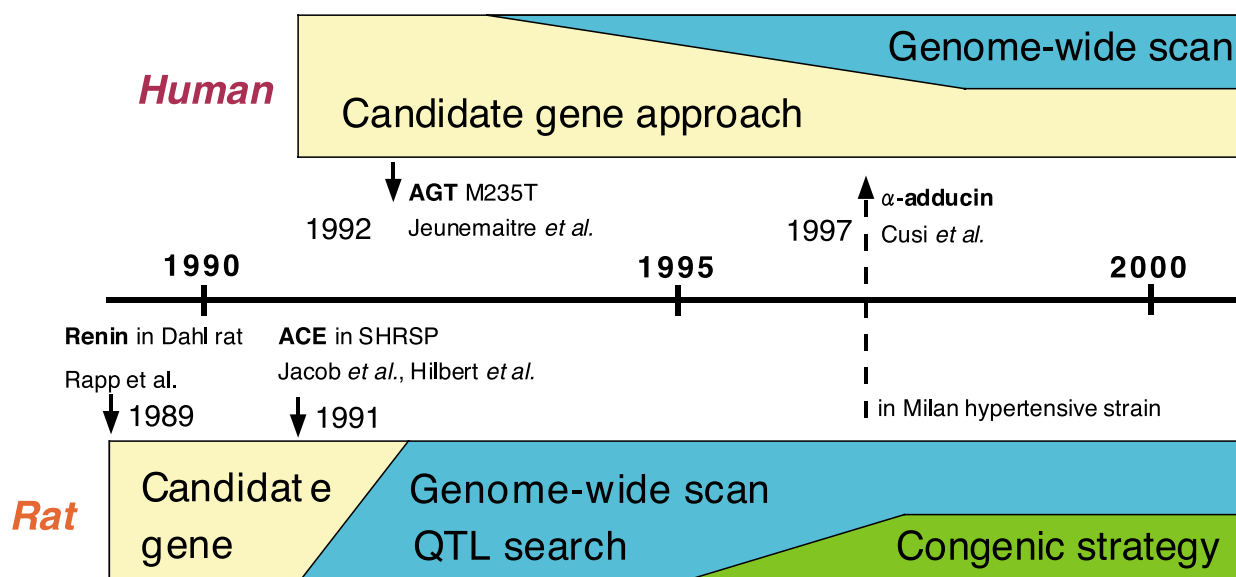 Genome-wide scan
Human
Candidate gene approach
AGT M235T
1992
Jeunemaitre et al.
α-adducin
1997
Cusi et al.
1990
1995
2000
Renin in Dahl rat
ACE in SHRSP
Rapp et al.
Jacob et al., Hilbert et al.
1989
1991
in Milan hypertensive strain
Rat
Candidate
gene
Genome-wide scan
QTL search
Congenic strategy